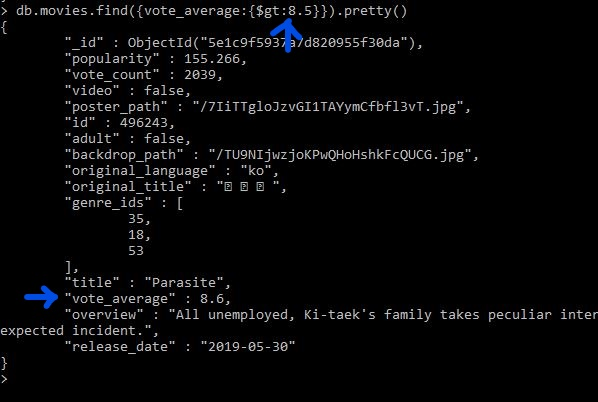 > db.movies.find({vote_average:{$gt:8.5}}).pretty()
{
"_id" : ObjectId("5e1c9f5937a7d820955f30da"),
"popularity" : 155.266,
"vote_count" : 2039,
"video" : false,
"poster_path" : "/7IiTTgloJzvGI1TAYymCfbfl3vT.jpg",
"id" : 496243,
"adult" : false,
"backdrop_path" : "/TU9NIjwzjoKPwQHoHshkFcQUCG.jpg",
"original_language" : "ko",
"original_title" : "  ",
"genre_ids" : [
35,
18,
53
],
"title" : "Parasite",
"vote_average" : 8.6,
"overview" : "All unemployed, Ki-taek's family takes peculiar inter
expected incident.",
"release_date" : "2019-05-30"
}
>